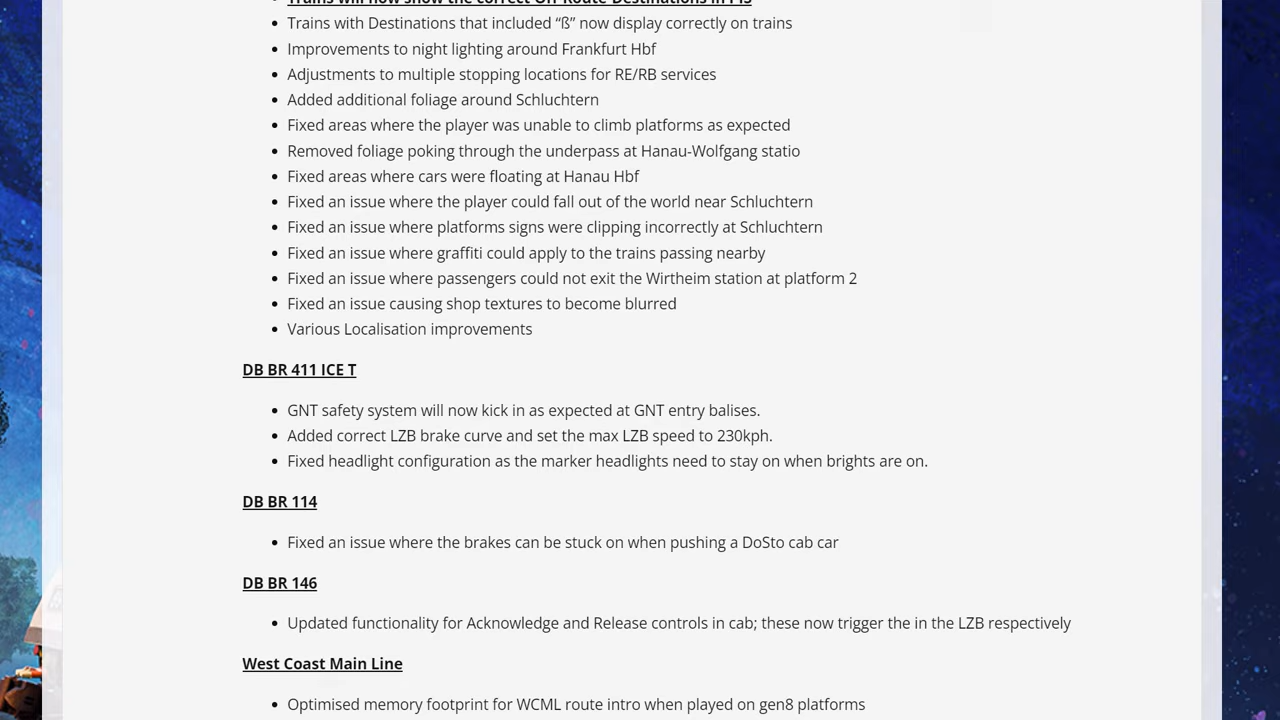 Trains will now show the correct Off-Route Destinations in PIS
Trains with Destinations that included “ß” now display correctly on trains
Improvements to night lighting around Frankfurt Hbf
Adjustments to multiple stopping locations for RE/RB services
Added additional foliage around Schluchtern
Fixed areas where the player was unable to climb platforms as expected
Removed foliage poking through the underpass at Hanau-Wolfgang statio
Fixed areas where cars were floating at Hanau Hbf
Fixed an issue where the player could fall out of the world near Schluchtern
Fixed an issue where platforms signs were clipping incorrectly at Schluchtern
Fixed an issue where graffiti could apply to the trains passing nearby
Fixed an issue where passengers could not exit the Wirtheim station at platform 2
Fixed an issue causing shop textures to become blurred
Various Localisation improvements
DB BR 411 ICE T
GNT safety system will now kick in as expected at GNT entry balises.
Added correct LZB brake curve and set the max LZB speed to 230kph.
Fixed headlight configuration as the marker headlights need to stay on when brights are on.
DB BR 114
Fixed an issue where the brakes can be stuck on when pushing a DoSto cab car
DB BR 146
Updated functionality for Acknowledge and Release controls in cab; these now trigger the in the LZB respectively
West Coast Main Line
Optimised memory footprint for WCML route intro when played on gen8 platforms